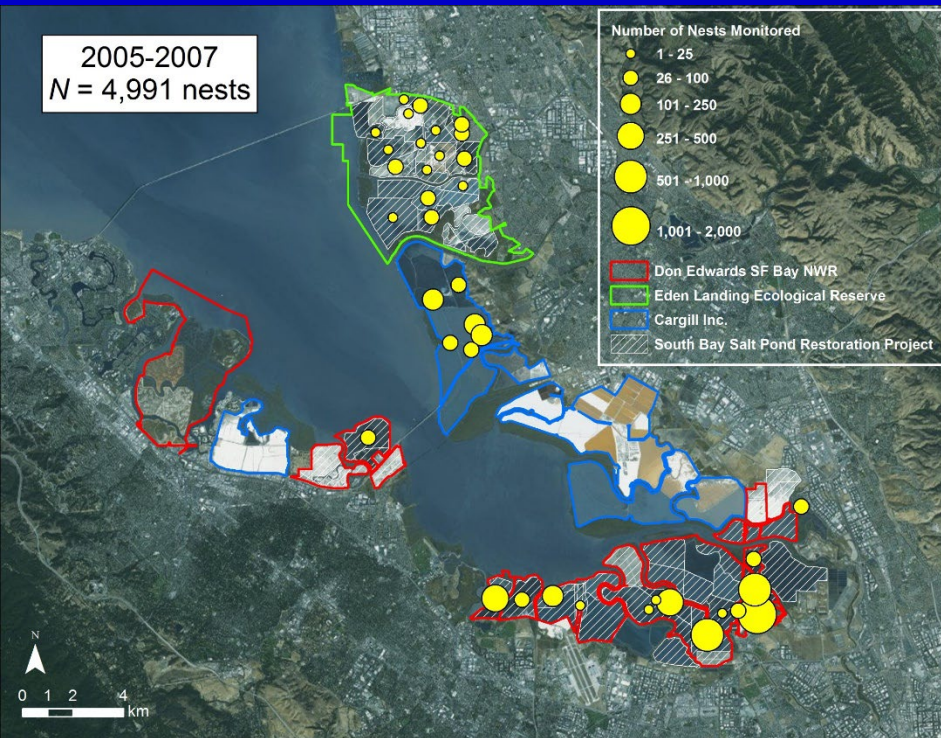 2005-2007
N = 4,991 nests
Number of Nests Monitored
1 - 25
26 - 100
101 - 250
251 - 500
501 - 1,000
1,001 - 2,000
Don Edwards SF Bay NWR
Eden Landing Ecological Reserve
Cargill Inc.
South Bay Salt Pond Restoration Project
N
0 1 2 4
km